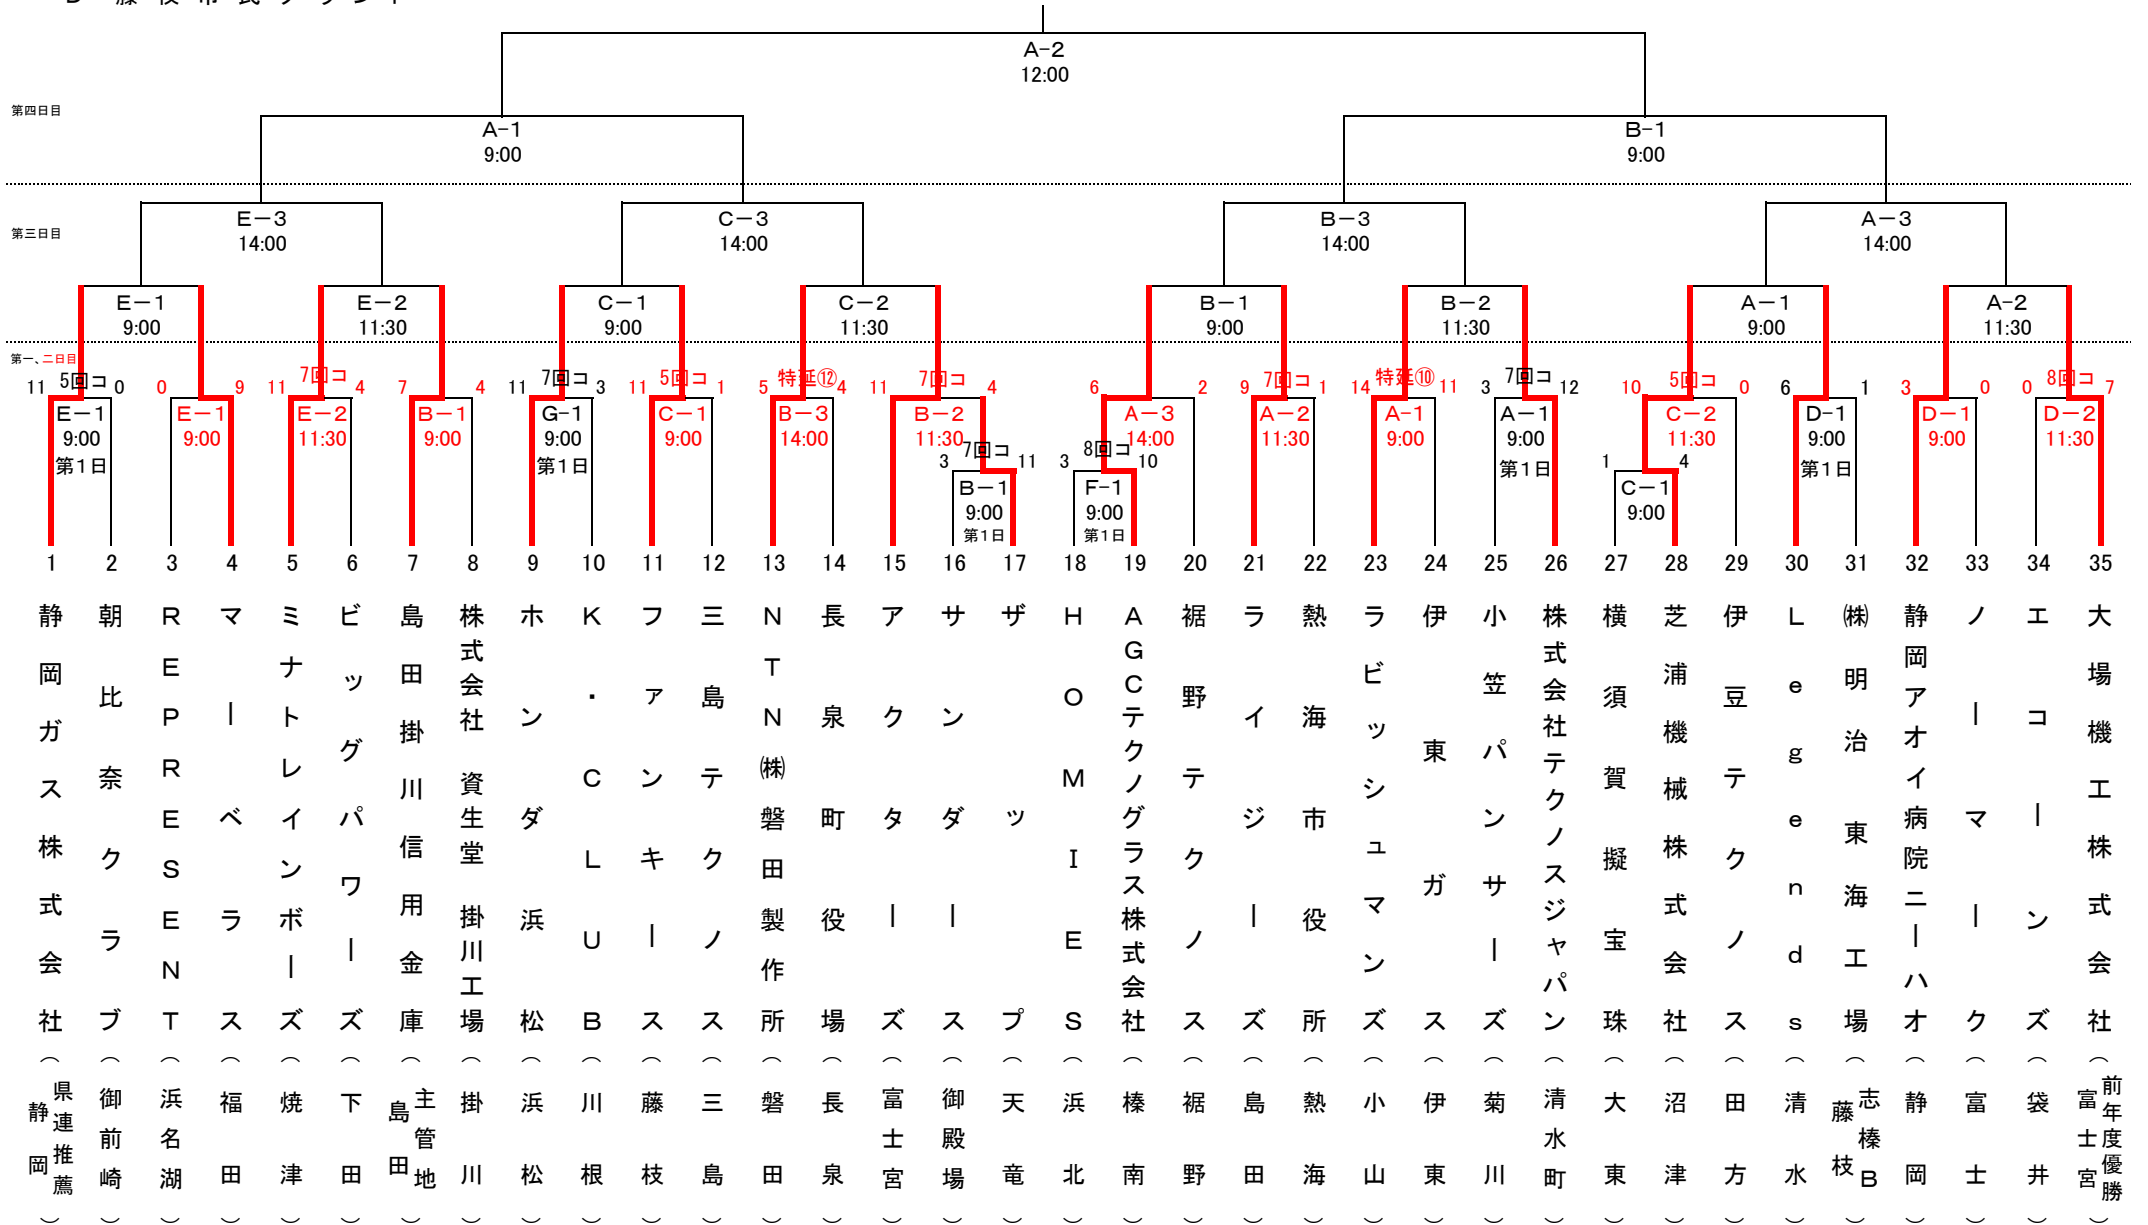 A-2
12:00
第四日目
A-1
9:00
B-1
9:00
第三日目
E－3
14:00
C－3
14:00
B－3
14:00
A－3
14:00
E－1
9:00
E－2
11:30
C－1
9:00
C－2
11:30
B－1
9:00
B－2
11:30
A－1
9:00
A-2
11:30
第一、二日目
11 5回コ 0
E－1
9:00
第１日
0 9
E－1
9:00
11 7回コ 4
E－2
11:30
7 4
B－1
9:00
11 7回コ 3
G-1
9:00
第１日
11 5回コ 1
C－1
9:00
5 特延⑫ 4
B－3
14:00
11 7回コ 4
B－2
11:30
3 7回コ 11
B－1
9:00
第１日
6 2
A－3
14:00
3 8回コ 10
F-1
9:00
第１日
9 7回コ 1
A－2
11:30
14 特延⑩ 11
A-1
9:00
3 7回コ 12
A－1
9:00
第１日
10 5回コ 0
C－2
11:30
1 4
C－1
9:00
6 1
D-1
9:00
第１日
3 0
D－1
9:00
0 8回コ 7
D－2
11:30
1 静岡ガス株式会社（静岡 県連推薦）
2 朝比奈クラブ（御前崎）
3 ＲＥＰＲＥＳＥＮＴ（浜名湖）
4 マーベラス（福田）
5 ミナトレインボーズ（焼津）
6 ビッグパワーズ（下田）
7 島田掛川信用金庫（島田 主管地）
8 株式会社 資生堂 掛川工場（掛川）
9 ホンダ浜松（浜松）
10 Ｋ・ＣＬＵＢ（川根）
11 ファンキース（藤枝）
12 三島テクノス（三島）
13 ＮＴＮ㈱磐田製作所（磐田）
14 長泉町役場（長泉）
15 アクターズ（富士宮）
16 サンダース（御殿場）
17 ザップ（天竜）
18 ＨＯＭＩＥＳ（浜北）
19 ＡＧＣテクノグラス株式会社（榛南）
20 裾野テクノス（裾野）
21 ライジーズ（島田）
22 熱海市役所（熱海）
23 ラビッシュマンズ（小山）
24 伊東ガス（伊東）
25 小笠パンサーズ（菊川）
26 株式会社テクノスジャパン（清水町）
27 横須賀擬宝珠（大東）
28 芝浦機械株式会社（沼津）
29 伊豆テクノス（田方）
30 Ｌｅｇｅｎｄｓ（清水）
31 ㈱明治 東海工場（藤枝 志榛Ｂ）
32 静岡アオイ病院ニーハオ（静岡）
33 ノーマーク（富士）
34 エコーンズ（袋井）
35 大場機工株式会社（富士宮 前年度優勝）